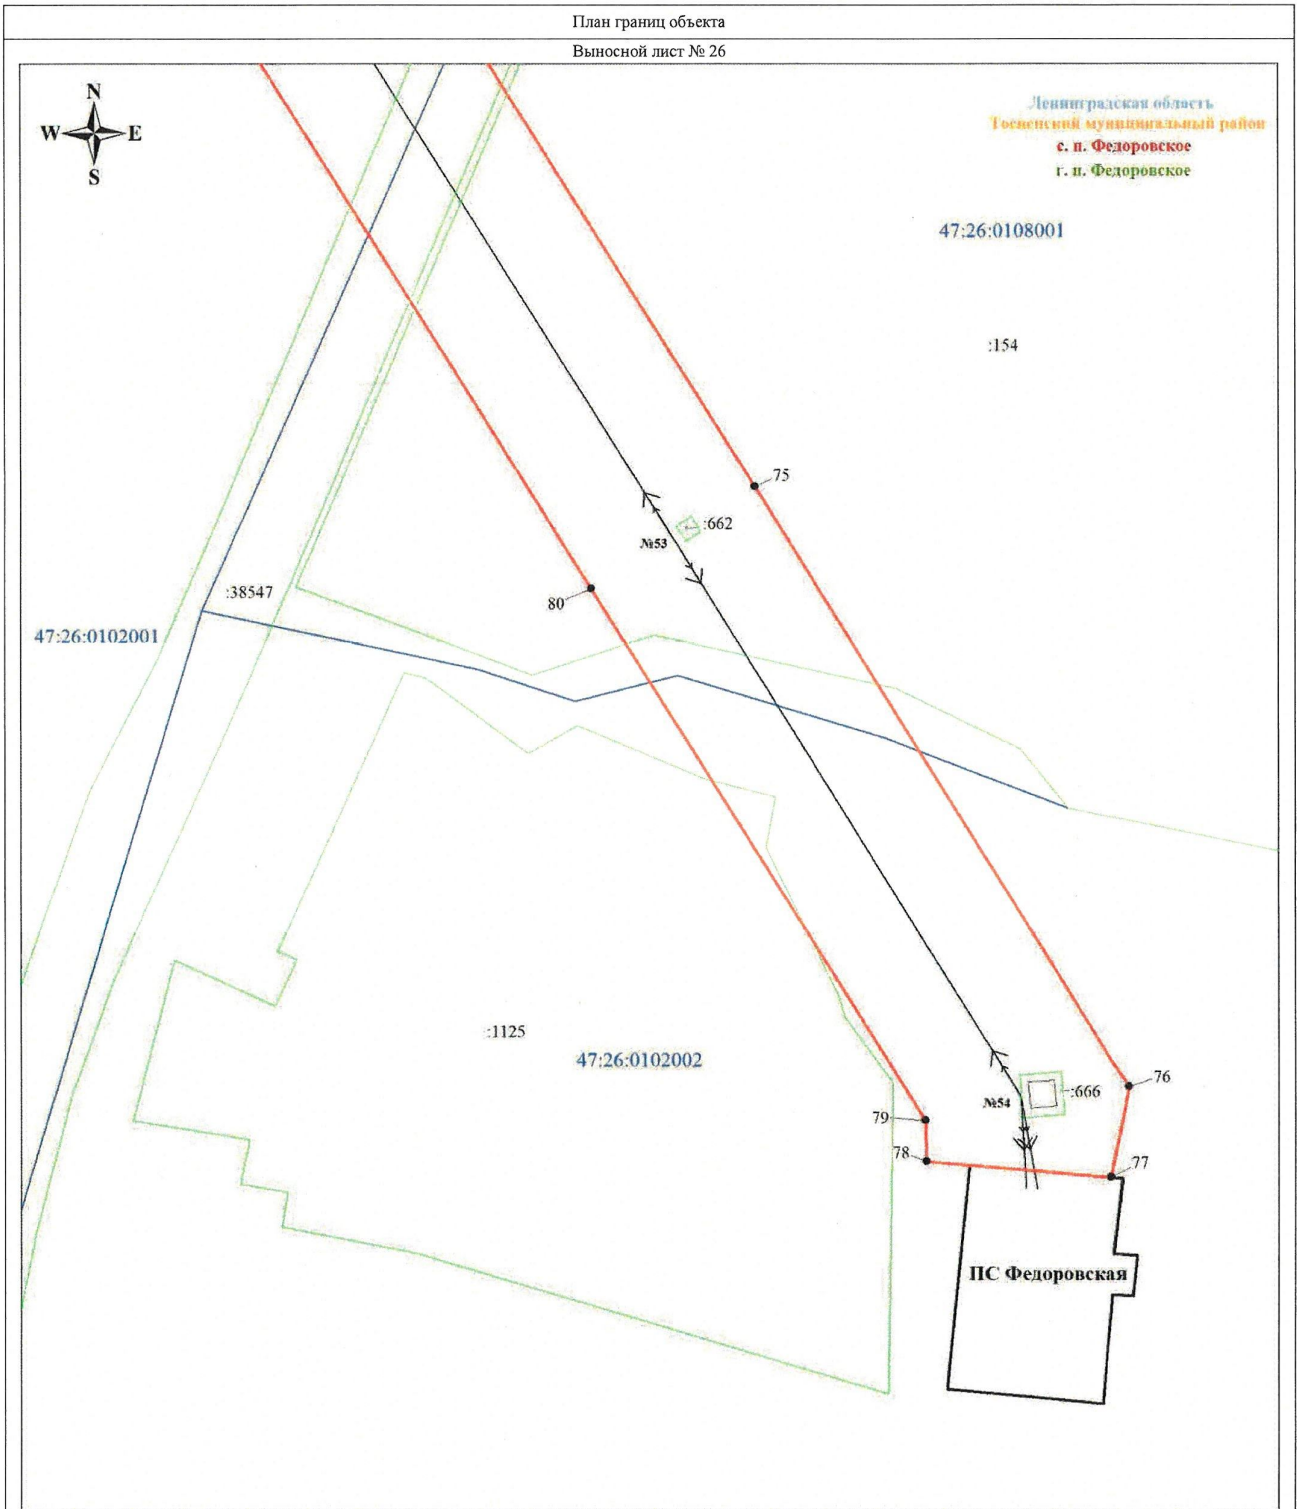 План границ объекта
Выносной лист № 26
N
W E
S
Ленинградская область
Тосненский муниципальный район
с. п. Федоровское
г. п. Федоровское
47:26:0108001
:154
75
:662
№53
:38547
80
47:26:0102001
:1125
47:26:0102002
76
:666
№54
79
78
77
ПС Федоровская